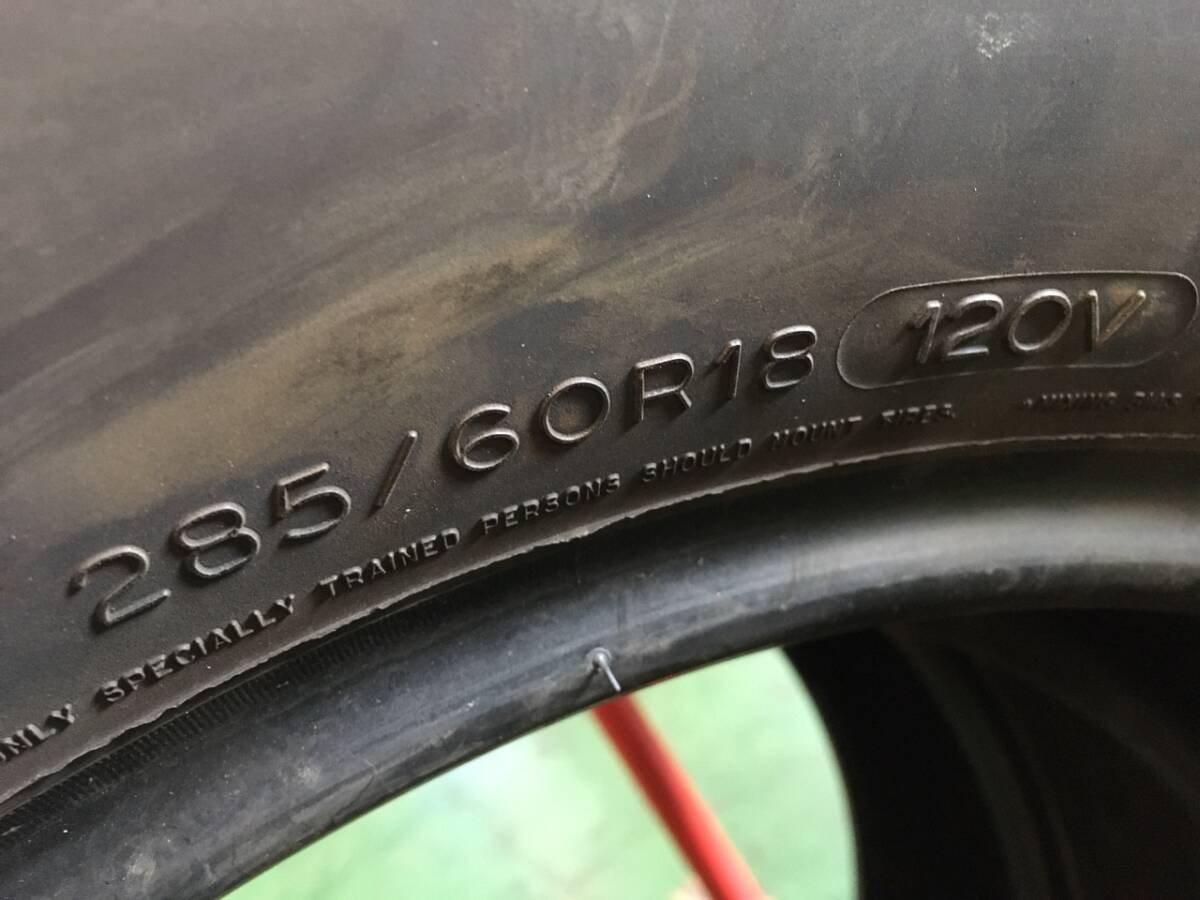 285/60R18 120V
ONLY SPECIALLY TRAINED PERSONS SHOULD MOUNT TIRES.